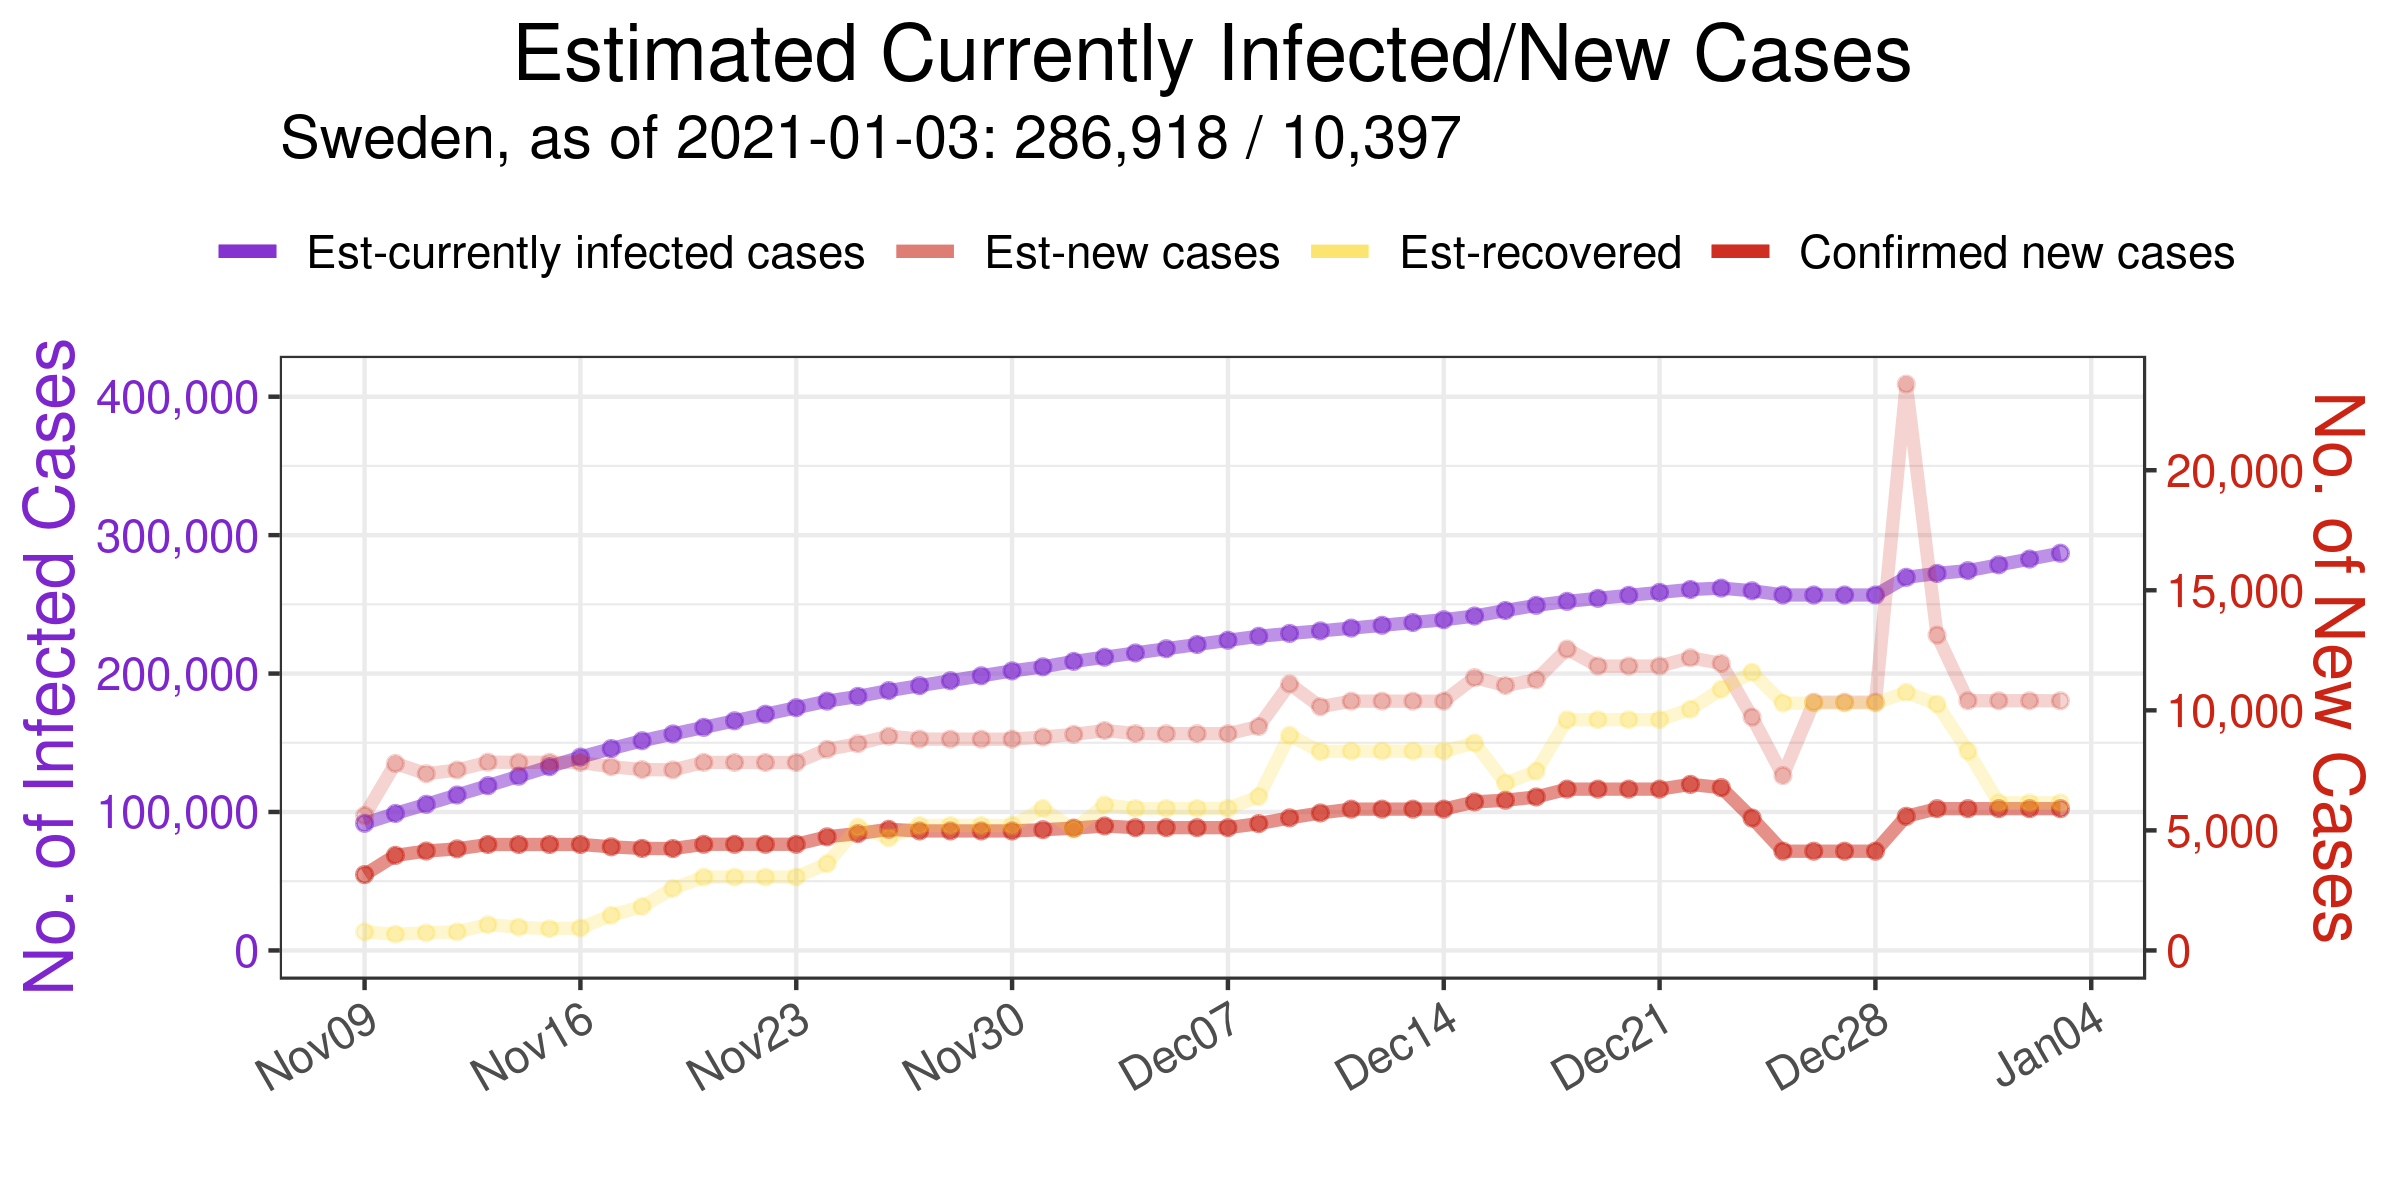 Estimated Currently Infected/New Cases
Sweden, as of 2021-01-03: 286,918 / 10,397
Est-currently infected cases Est-new cases Est-recovered Confirmed new cases
No. of Infected Cases
400,000
300,000
200,000
100,000
0
20,000
15,000
10,000
5,000
0
No. of New Cases
Nov09 Nov16 Nov23 Nov30 Dec07 Dec14 Dec21 Dec28 Jan04